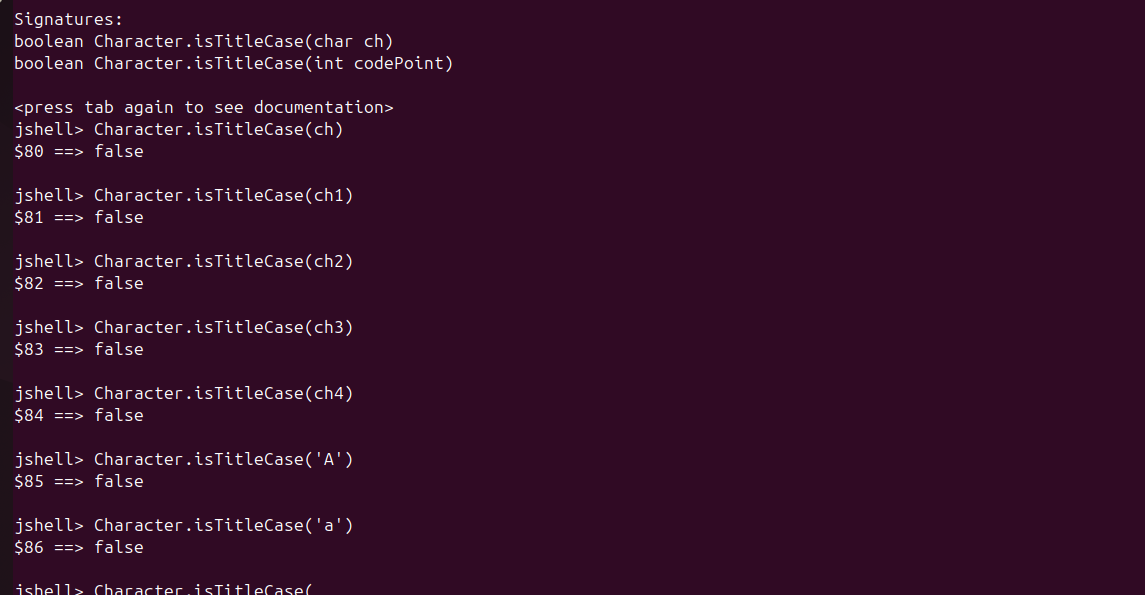 Signatures:
boolean Character.isTitleCase(char ch)
boolean Character.isTitleCase(int codePoint)
<press tab again to see documentation>
jshell> Character.isTitleCase(ch)
$80 ==> false
jshell> Character.isTitleCase(ch1)
$81 ==> false
jshell> Character.isTitleCase(ch2)
$82 ==> false
jshell> Character.isTitleCase(ch3)
$83 ==> false
jshell> Character.isTitleCase(ch4)
$84 ==> false
jshell> Character.isTitleCase('A')
$85 ==> false
jshell> Character.isTitleCase('a')
$86 ==> false
jshell> Character.isTitleCase(